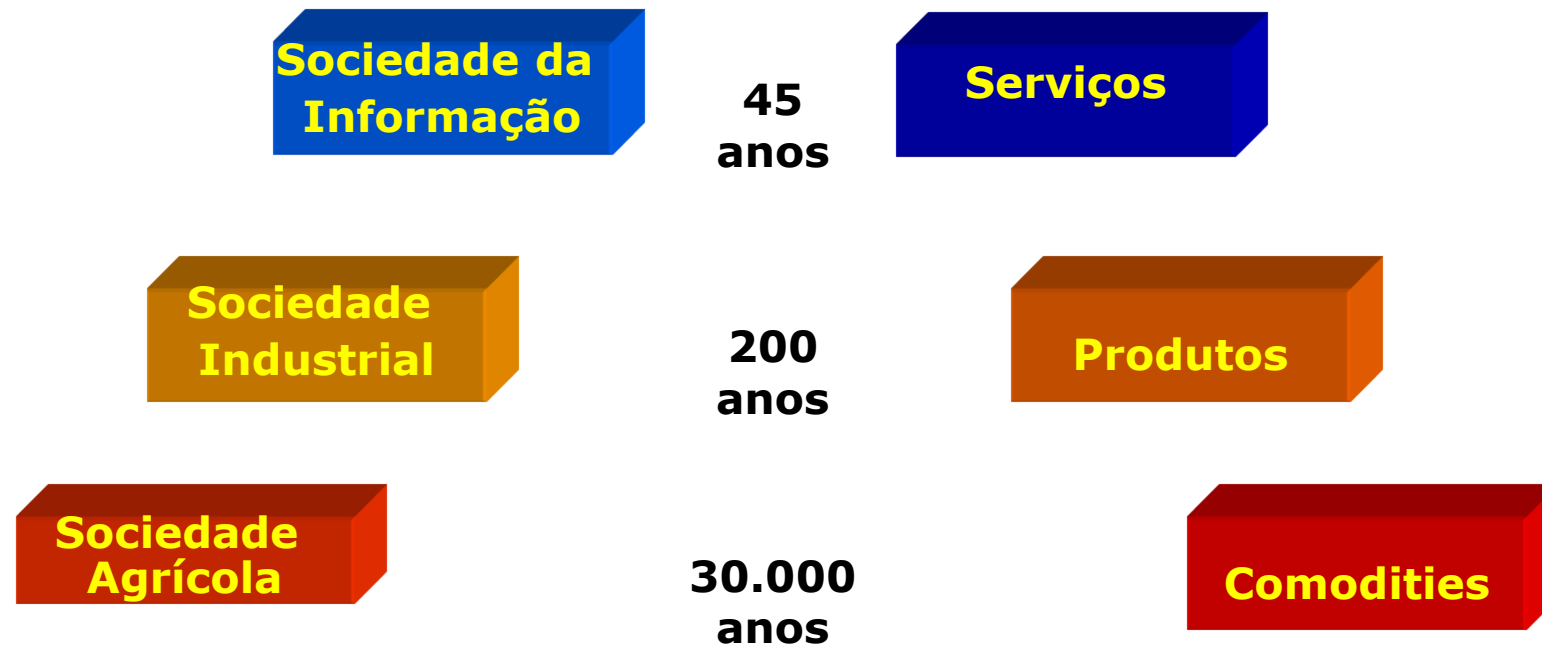 Sociedade da
Informação
45
anos
Serviços
Sociedade
Industrial
200
anos
Produtos
Sociedade
Agrícola
30.000
anos
Comodities